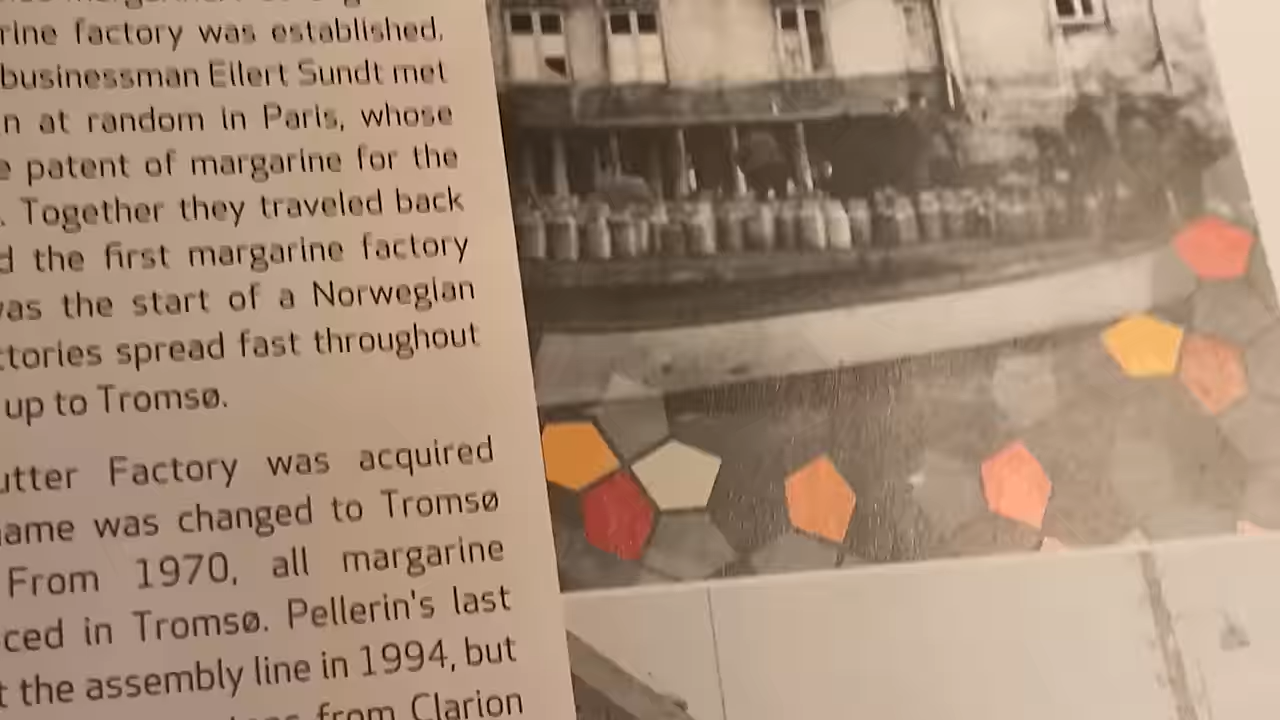 rine factory was established,
businessman Eilert Sundt met
n at random in Paris, whose
e patent of margarine for the
. Together they traveled back
d the first margarine factory
was the start of a Norwegian
ctories spread fast throughout
up to Tromsø.
utter Factory was acquired
name was changed to Tromsø
From 1970, all margarine
ced in Tromsø. Pellerin's last
t the assembly line in 1994, but
from Clarion